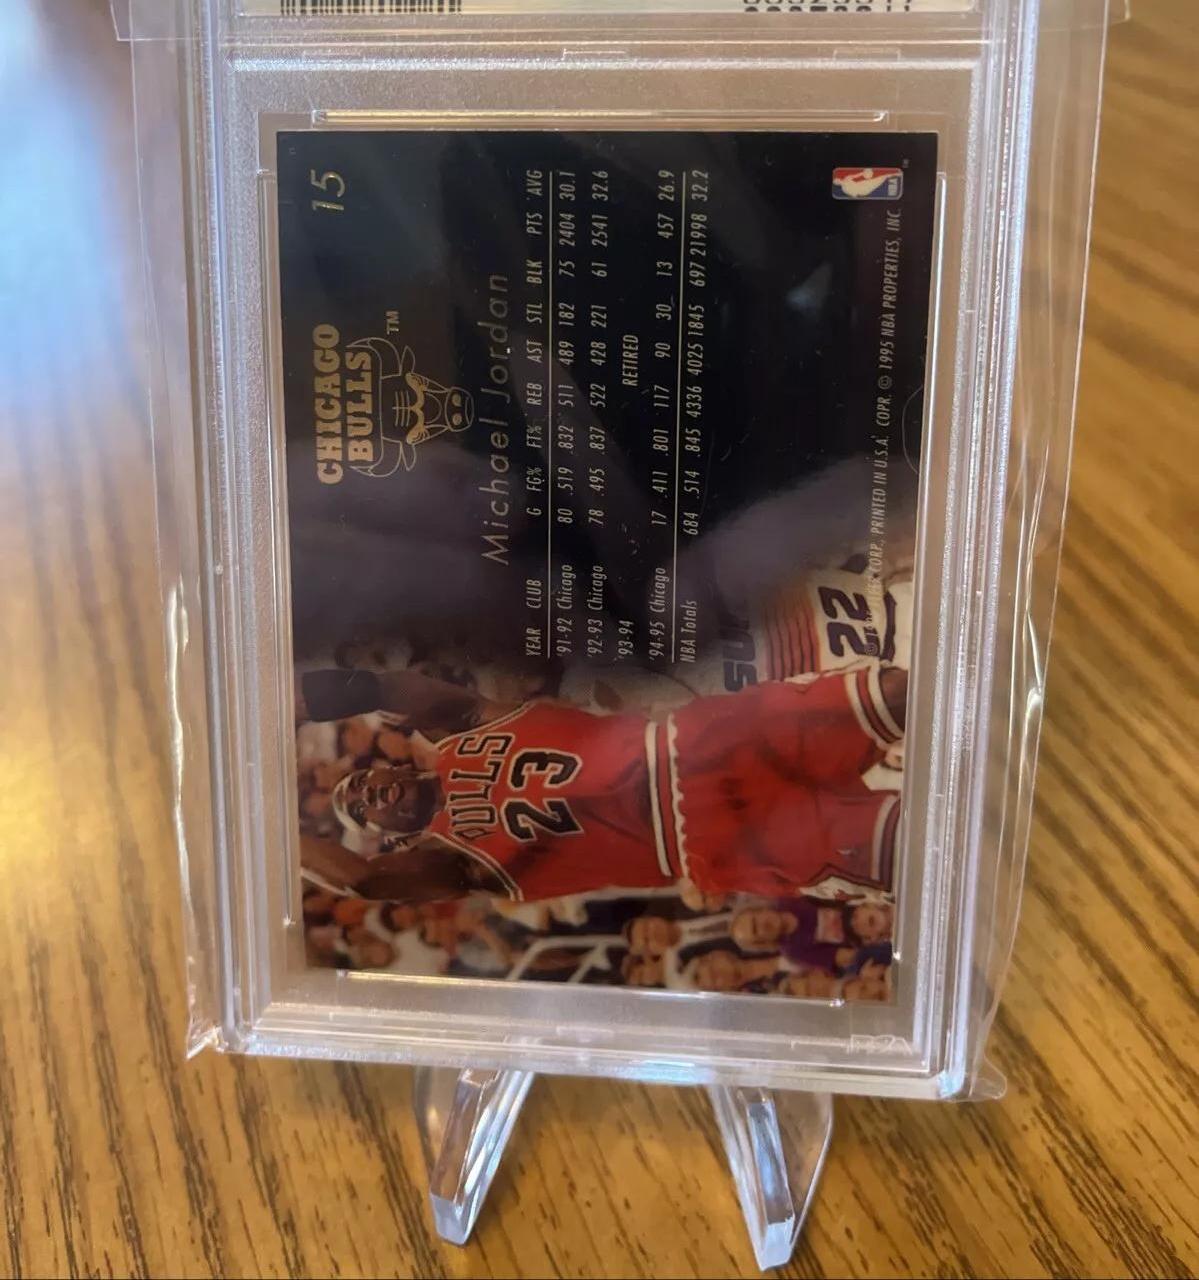 15
CHICAGO
BULLS
TM
Michael Jordan
YEAR CLUB G FG% FT% REB AST STL BLK PTS AVG
'91-92 Chicago 80 .519 .832 511 489 182 75 2404 30.1
'92-93 Chicago 78 .495 .837 522 428 221 61 2541 32.6
'93-94 RETIRED
'94-95 Chicago 17 .411 .801 117 90 30 13 457 26.9
NBA Totals 684 .514 .845 4336 4025 1845 697 21998 32.2
CORP., PRINTED IN U.S.A. COPR. © 1995 NBA PROPERTIES, INC.
NBA
TM
BULLS
23
22